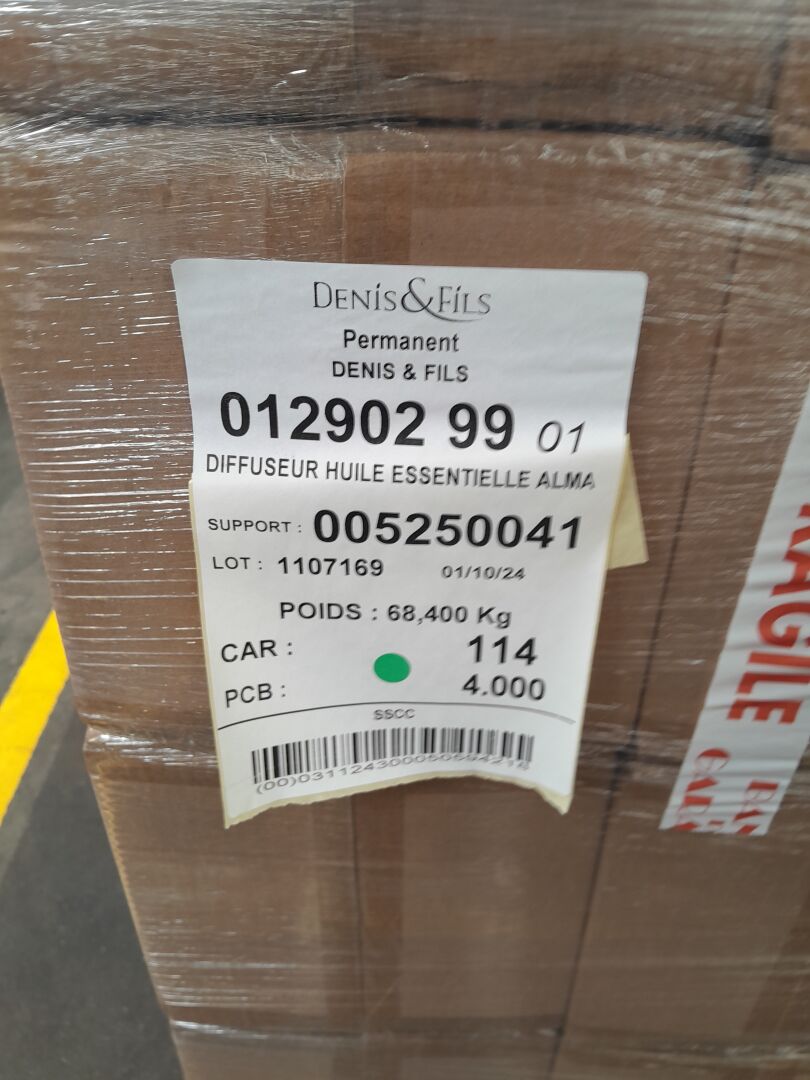 DENIS&FILS
Permanent
DENIS & FILS
012902 99 01
DIFFUSEUR HUILE ESSENTIELLE ALMA
SUPPORT : 005250041
LOT : 1107169 01/10/24
POIDS : 68,400 Kg
CAR : 114
PCB : 4.000
SSCC
FRAGILE